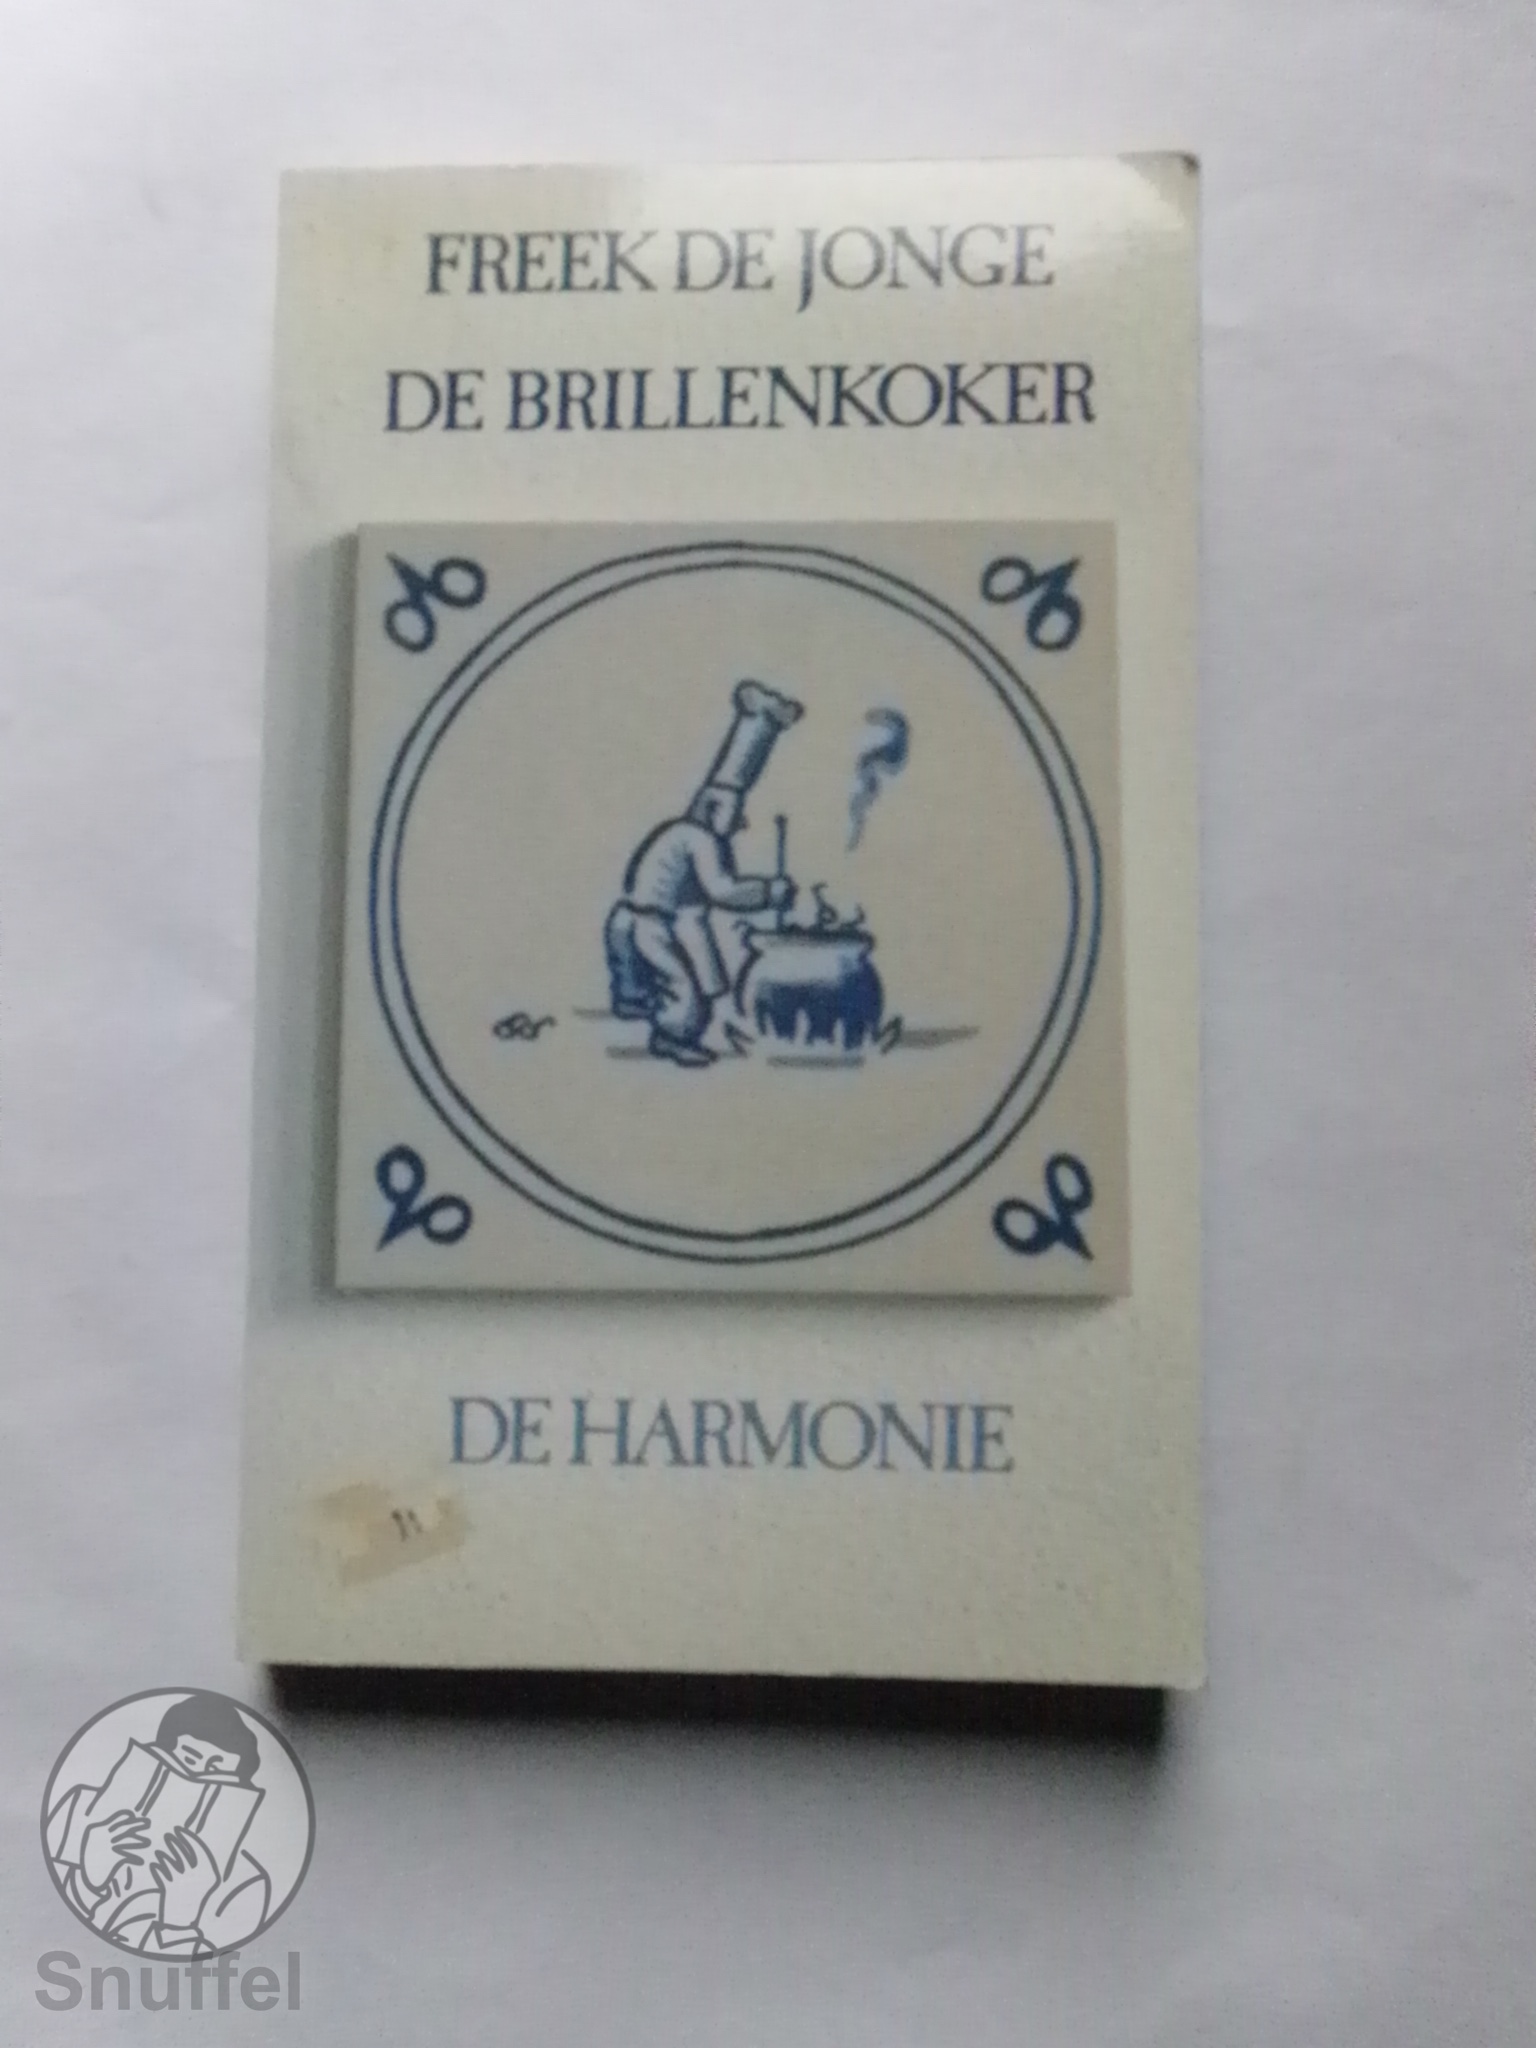 FREEK DE JONGE
DE BRILLENKOKER
DE HARMONIE
Snuffel